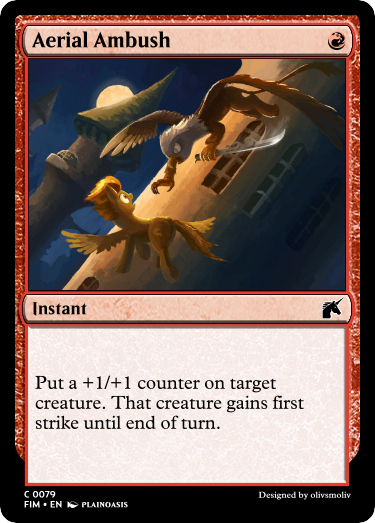 Aerial Ambush
Instant
Put a +1/+1 counter on target
creature. That creature gains first
strike until end of turn.
C 0079
FIM • EN PLAINOASIS
Designed by olivsmoliv